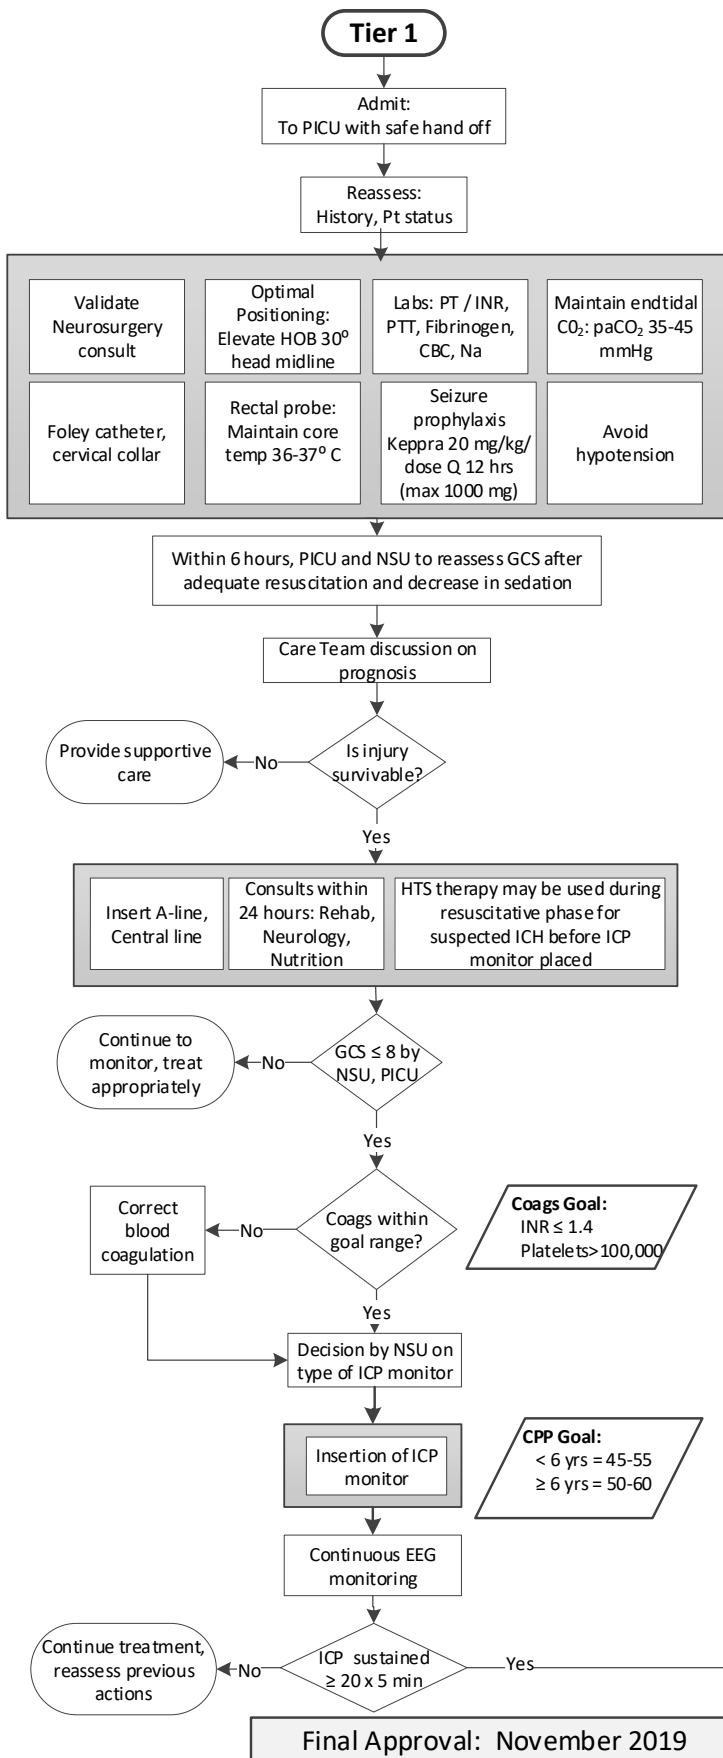 Tier 1
Admit:
To PICU with safe hand off
Reassess:
History, Pt status
Validate
Neurosurgery
consult
Optimal
Positioning:
Elevate HOB 30⁰
head midline
Labs: PT / INR,
PTT, Fibrinogen,
CBC, Na
Maintain endtidal
C0₂: paCO₂ 35-45
mmHg
Foley catheter,
cervical collar
Rectal probe:
Maintain core
temp 36-37⁰ C
Seizure
prophylaxis
Keppra 20 mg/kg/
dose Q 12 hrs
(max 1000 mg)
Avoid
hypotension
Within 6 hours, PICU and NSU to reassess GCS after
adequate resuscitation and decrease in sedation
Care Team discussion on
prognosis
Is injury
survivable?
No
Provide supportive
care
Yes
Insert A-line,
Central line
Consults within
24 hours: Rehab,
Neurology,
Nutrition
HTS therapy may be used during
resuscitative phase for
suspected ICH before ICP
monitor placed
GCS ≤ 8 by
NSU, PICU
No
Continue to
monitor, treat
appropriately
Yes
Coags within
goal range?
No
Correct
blood
coagulation
Coags Goal:
INR ≤ 1.4
Platelets>100,000
Yes
Decision by NSU on
type of ICP monitor
Insertion of ICP
monitor
CPP Goal:
< 6 yrs = 45-55
≥ 6 yrs = 50-60
Continuous EEG
monitoring
ICP sustained
≥ 20 x 5 min
No
Continue treatment,
reassess previous
actions
Yes
Final Approval: November 2019